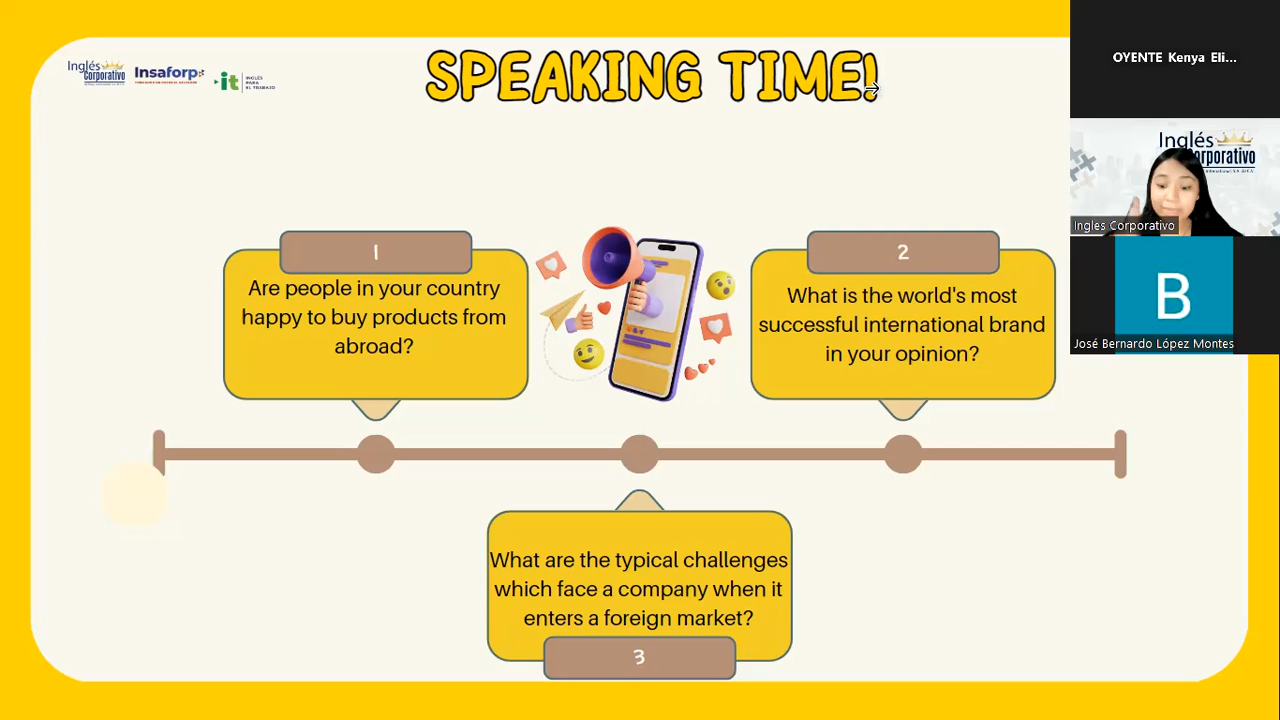 Inglés
Corporativo
Insaforp
it
INGLÉS
PARA
EL TRABAJO
SPEAKING TIME!
1
Are people in your country
happy to buy products from
abroad?
2
What is the world's most
successful international brand
in your opinion?
What are the typical challenges
which face a company when it
enters a foreign market?
3
OYENTE Kenya Eli...
Inglés
Corporativo
Ingles Corporativo
B
José Bernardo López Montes